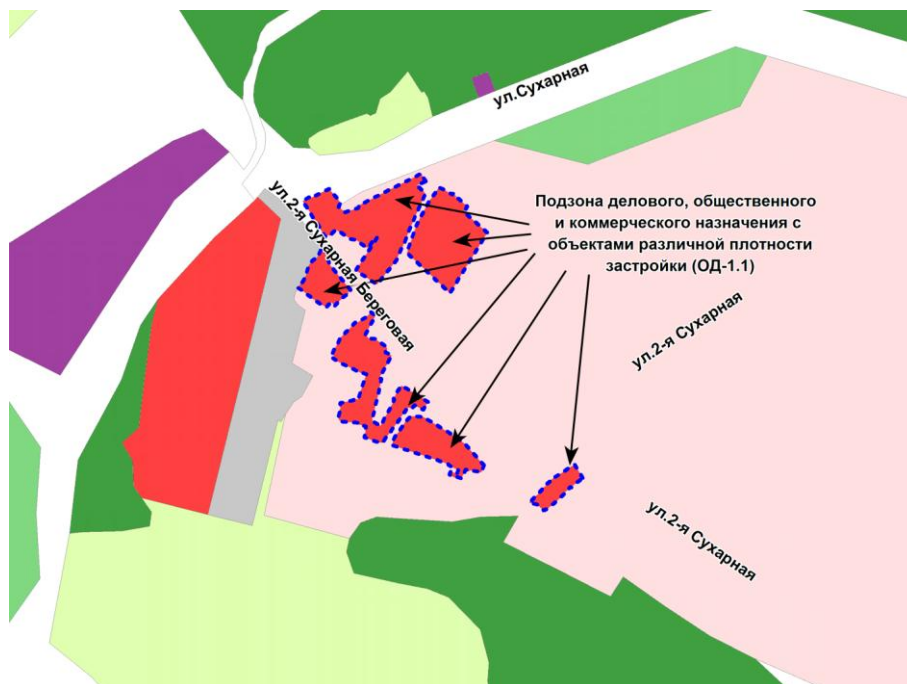 ул.Сухарная
ул.2-я Сухарная Береговая
Подзона делового, общественного
и коммерческого назначения с
объектами различной плотности
застройки (ОД-1.1)
ул.2-я Сухарная
ул.2-я Сухарная